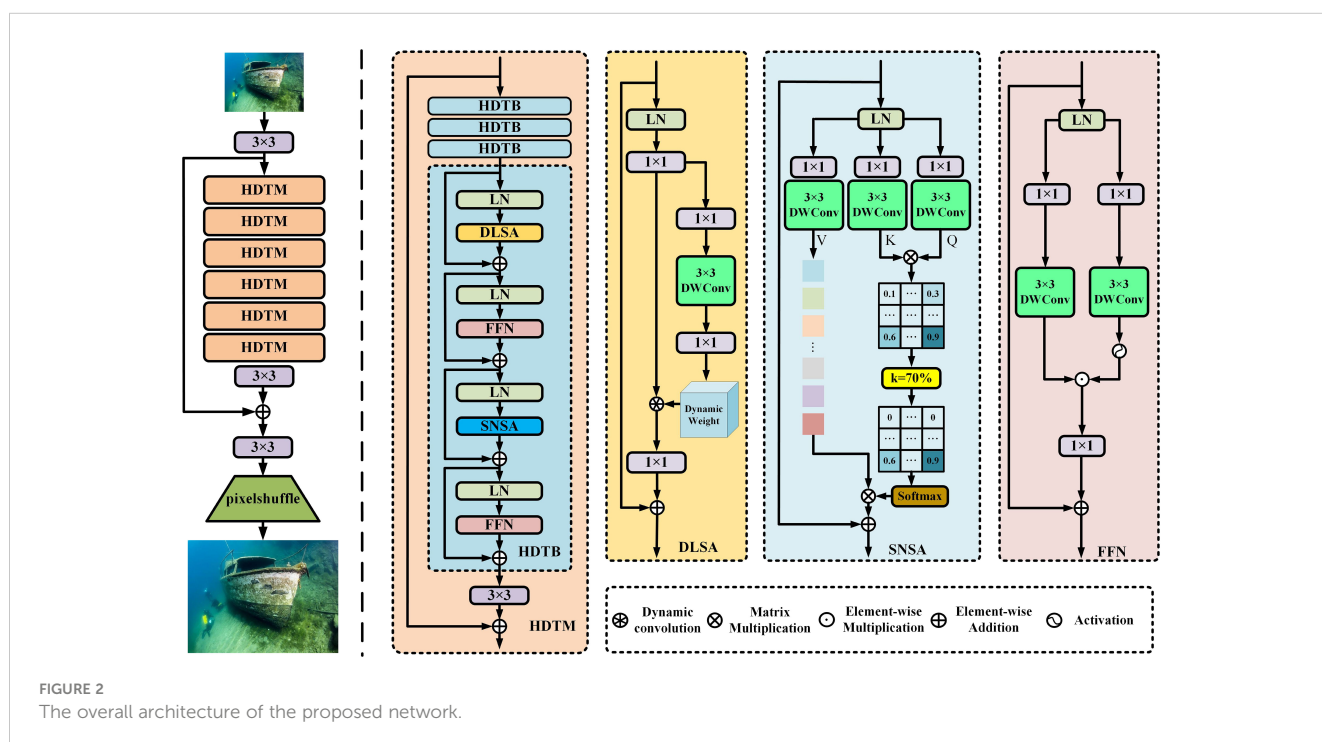 3×3
HDTM
HDTM
HDTM
HDTM
HDTM
HDTM
3×3
3×3
pixelshuffle
HDTB
HDTB
HDTB
LN
DLSA
LN
FFN
LN
SNSA
LN
FFN
HDTB
3×3
HDTM
LN
1×1
1×1
3×3
DWConv
1×1
Dynamic
Weight
1×1
DLSA
LN
1×1 1×1 1×1
3×3 3×3 3×3
DWConv DWConv DWConv
V K Q
0.1 ... 0.3
... ... ...
0.6 ... 0.9
k=70%
0 ... 0
... ... ...
0.6 ... 0.9
Softmax
SNSA
LN
1×1 1×1
3×3 3×3
DWConv DWConv
1×1
FFN
Dynamic Matrix Element-wise Element-wise Activation
convolution Multiplication Multiplication Addition
FIGURE 2
The overall architecture of the proposed network.